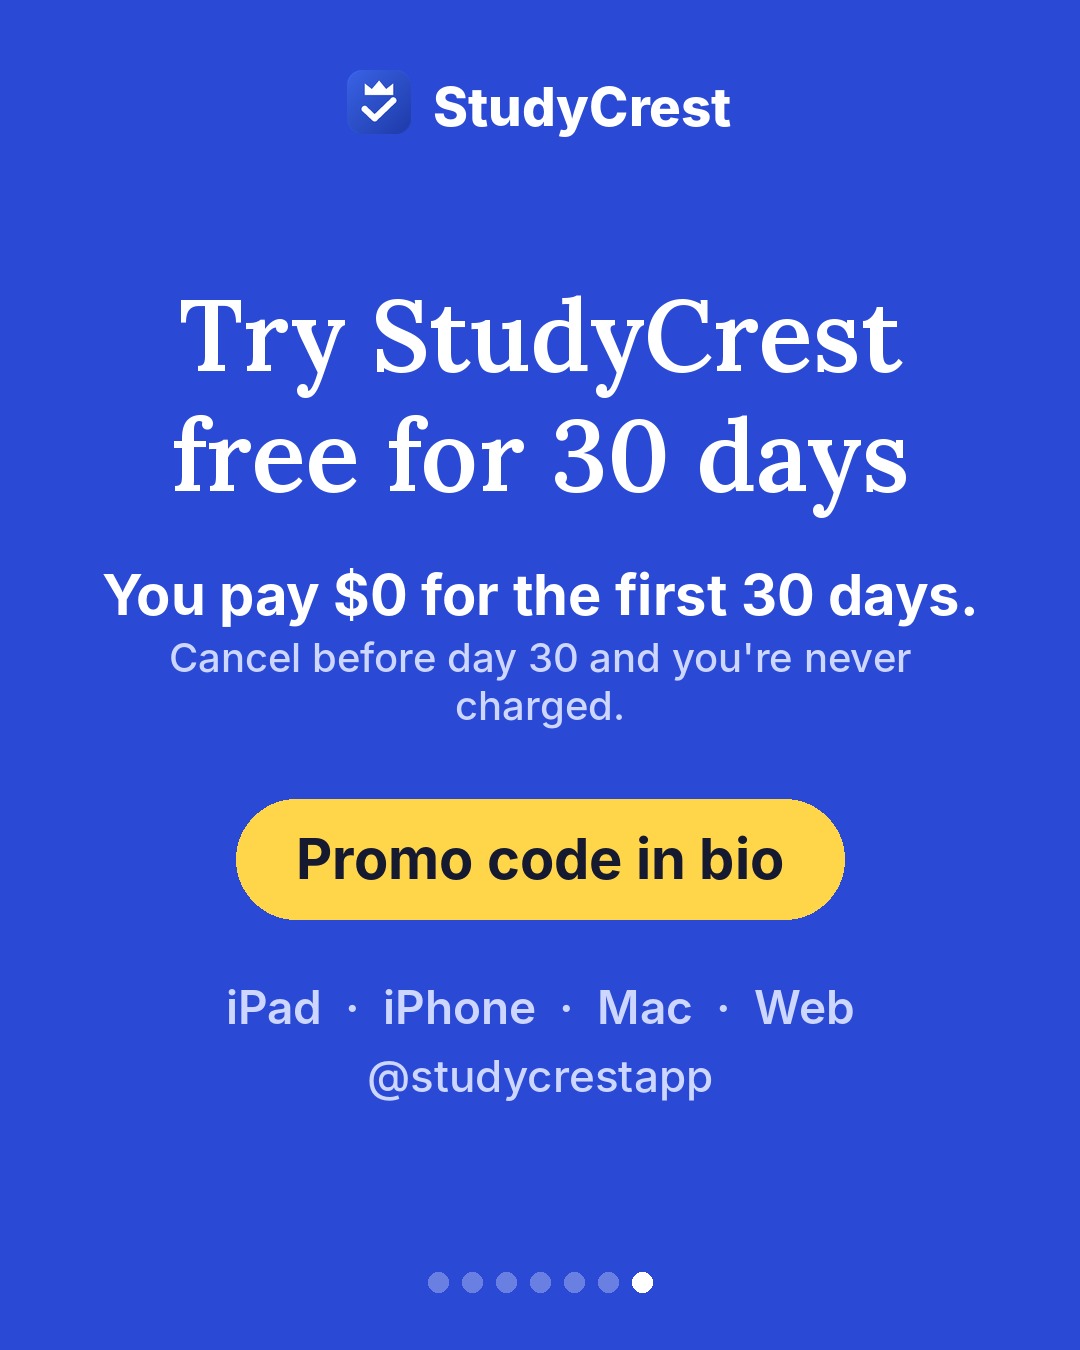 StudyCrest
Try StudyCrest
free for 30 days
You pay $0 for the first 30 days.
Cancel before day 30 and you're never
charged.
Promo code in bio
iPad · iPhone · Mac · Web
@studycrestapp